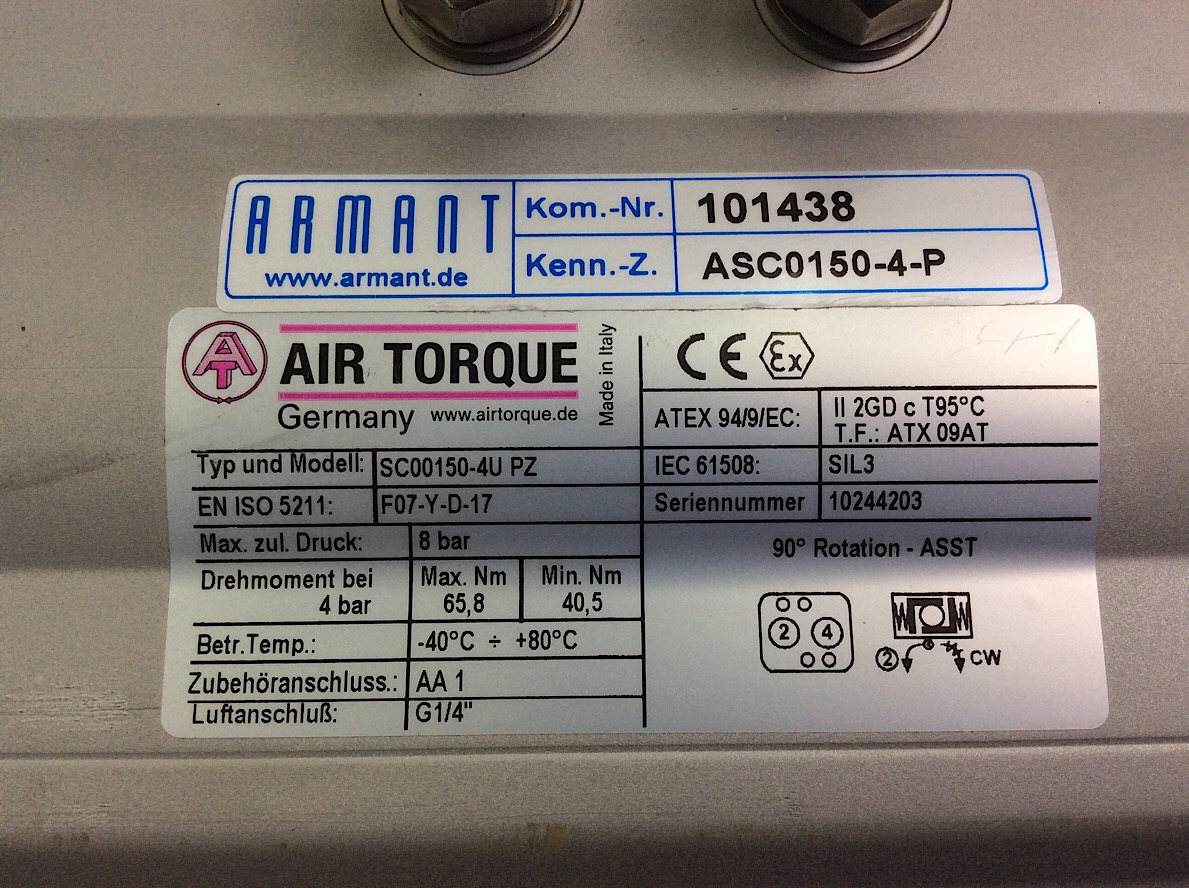 ARMANT
www.armant.de
Kom.-Nr. 101438
Kenn.-Z. ASC0150-4-P
AT
AIR TORQUE
Germany www.airtorque.de
Made in Italy
Typ und Modell: SC00150-4U PZ
EN ISO 5211: F07-Y-D-17
Max. zul. Druck: 8 bar
Drehmoment bei 4 bar
Max. Nm 65,8
Min. Nm 40,5
Betr.Temp.: -40°C ÷ +80°C
Zubehöranschluss.: AA 1
Luftanschluß: G1/4"
CE Ex
ATEX 94/9/EC: II 2GD c T95°C
T.F.: ATX 09AT
IEC 61508: SIL3
Seriennummer 10244203
90° Rotation - ASST
2 4
2 CW